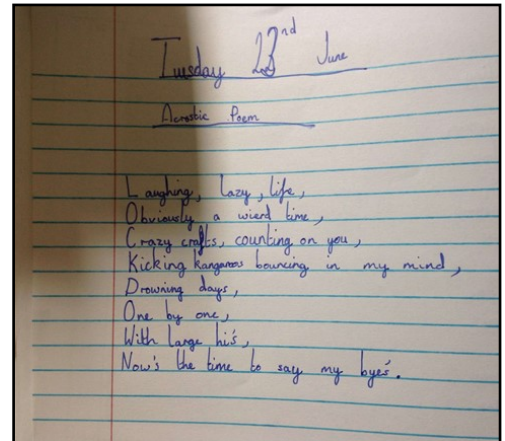 Tuesday 23rd June
Acrostic Poem
Laughing, lazy, life,
Obviously a wierd time,
Crazy crafts, counting on you,
Kicking kangaroos bouncing in my mind,
Drowning days,
One by one,
With large hi's,
Now's the time to say my bye's.